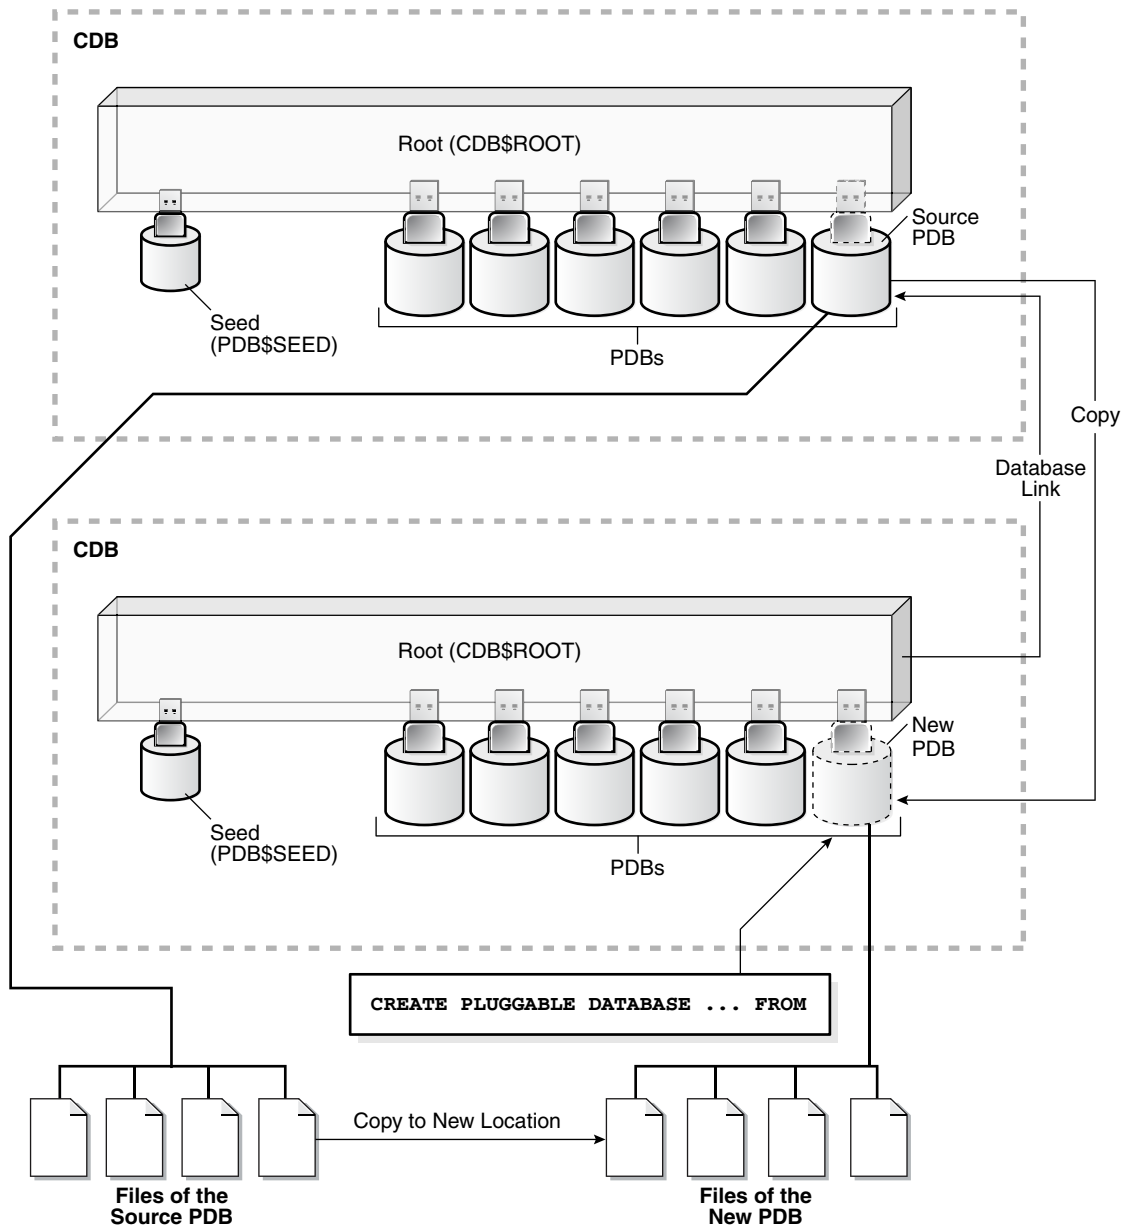 CDB
Root (CDB$ROOT)
Source
PDB
Seed
(PDB$SEED)
PDBs
Copy
Database
Link
CDB
Root (CDB$ROOT)
New
PDB
Seed
(PDB$SEED)
PDBs
CREATE PLUGGABLE DATABASE ... FROM
Copy to New Location
Files of the
Source PDB
Files of the
New PDB